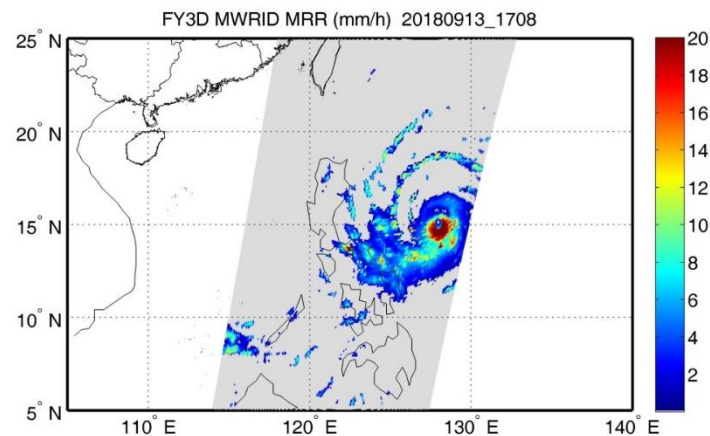 FY3D MWRID MRR (mm/h) 20180913_1708
25° N
20° N
15° N
10° N
5° N
110° E
120° E
130° E
140° E
20
18
16
14
12
10
8
6
4
2